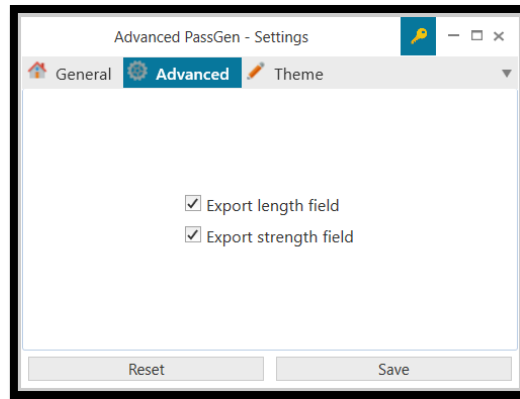 Advanced PassGen - Settings
General Advanced Theme
Export length field
Export strength field
Reset Save